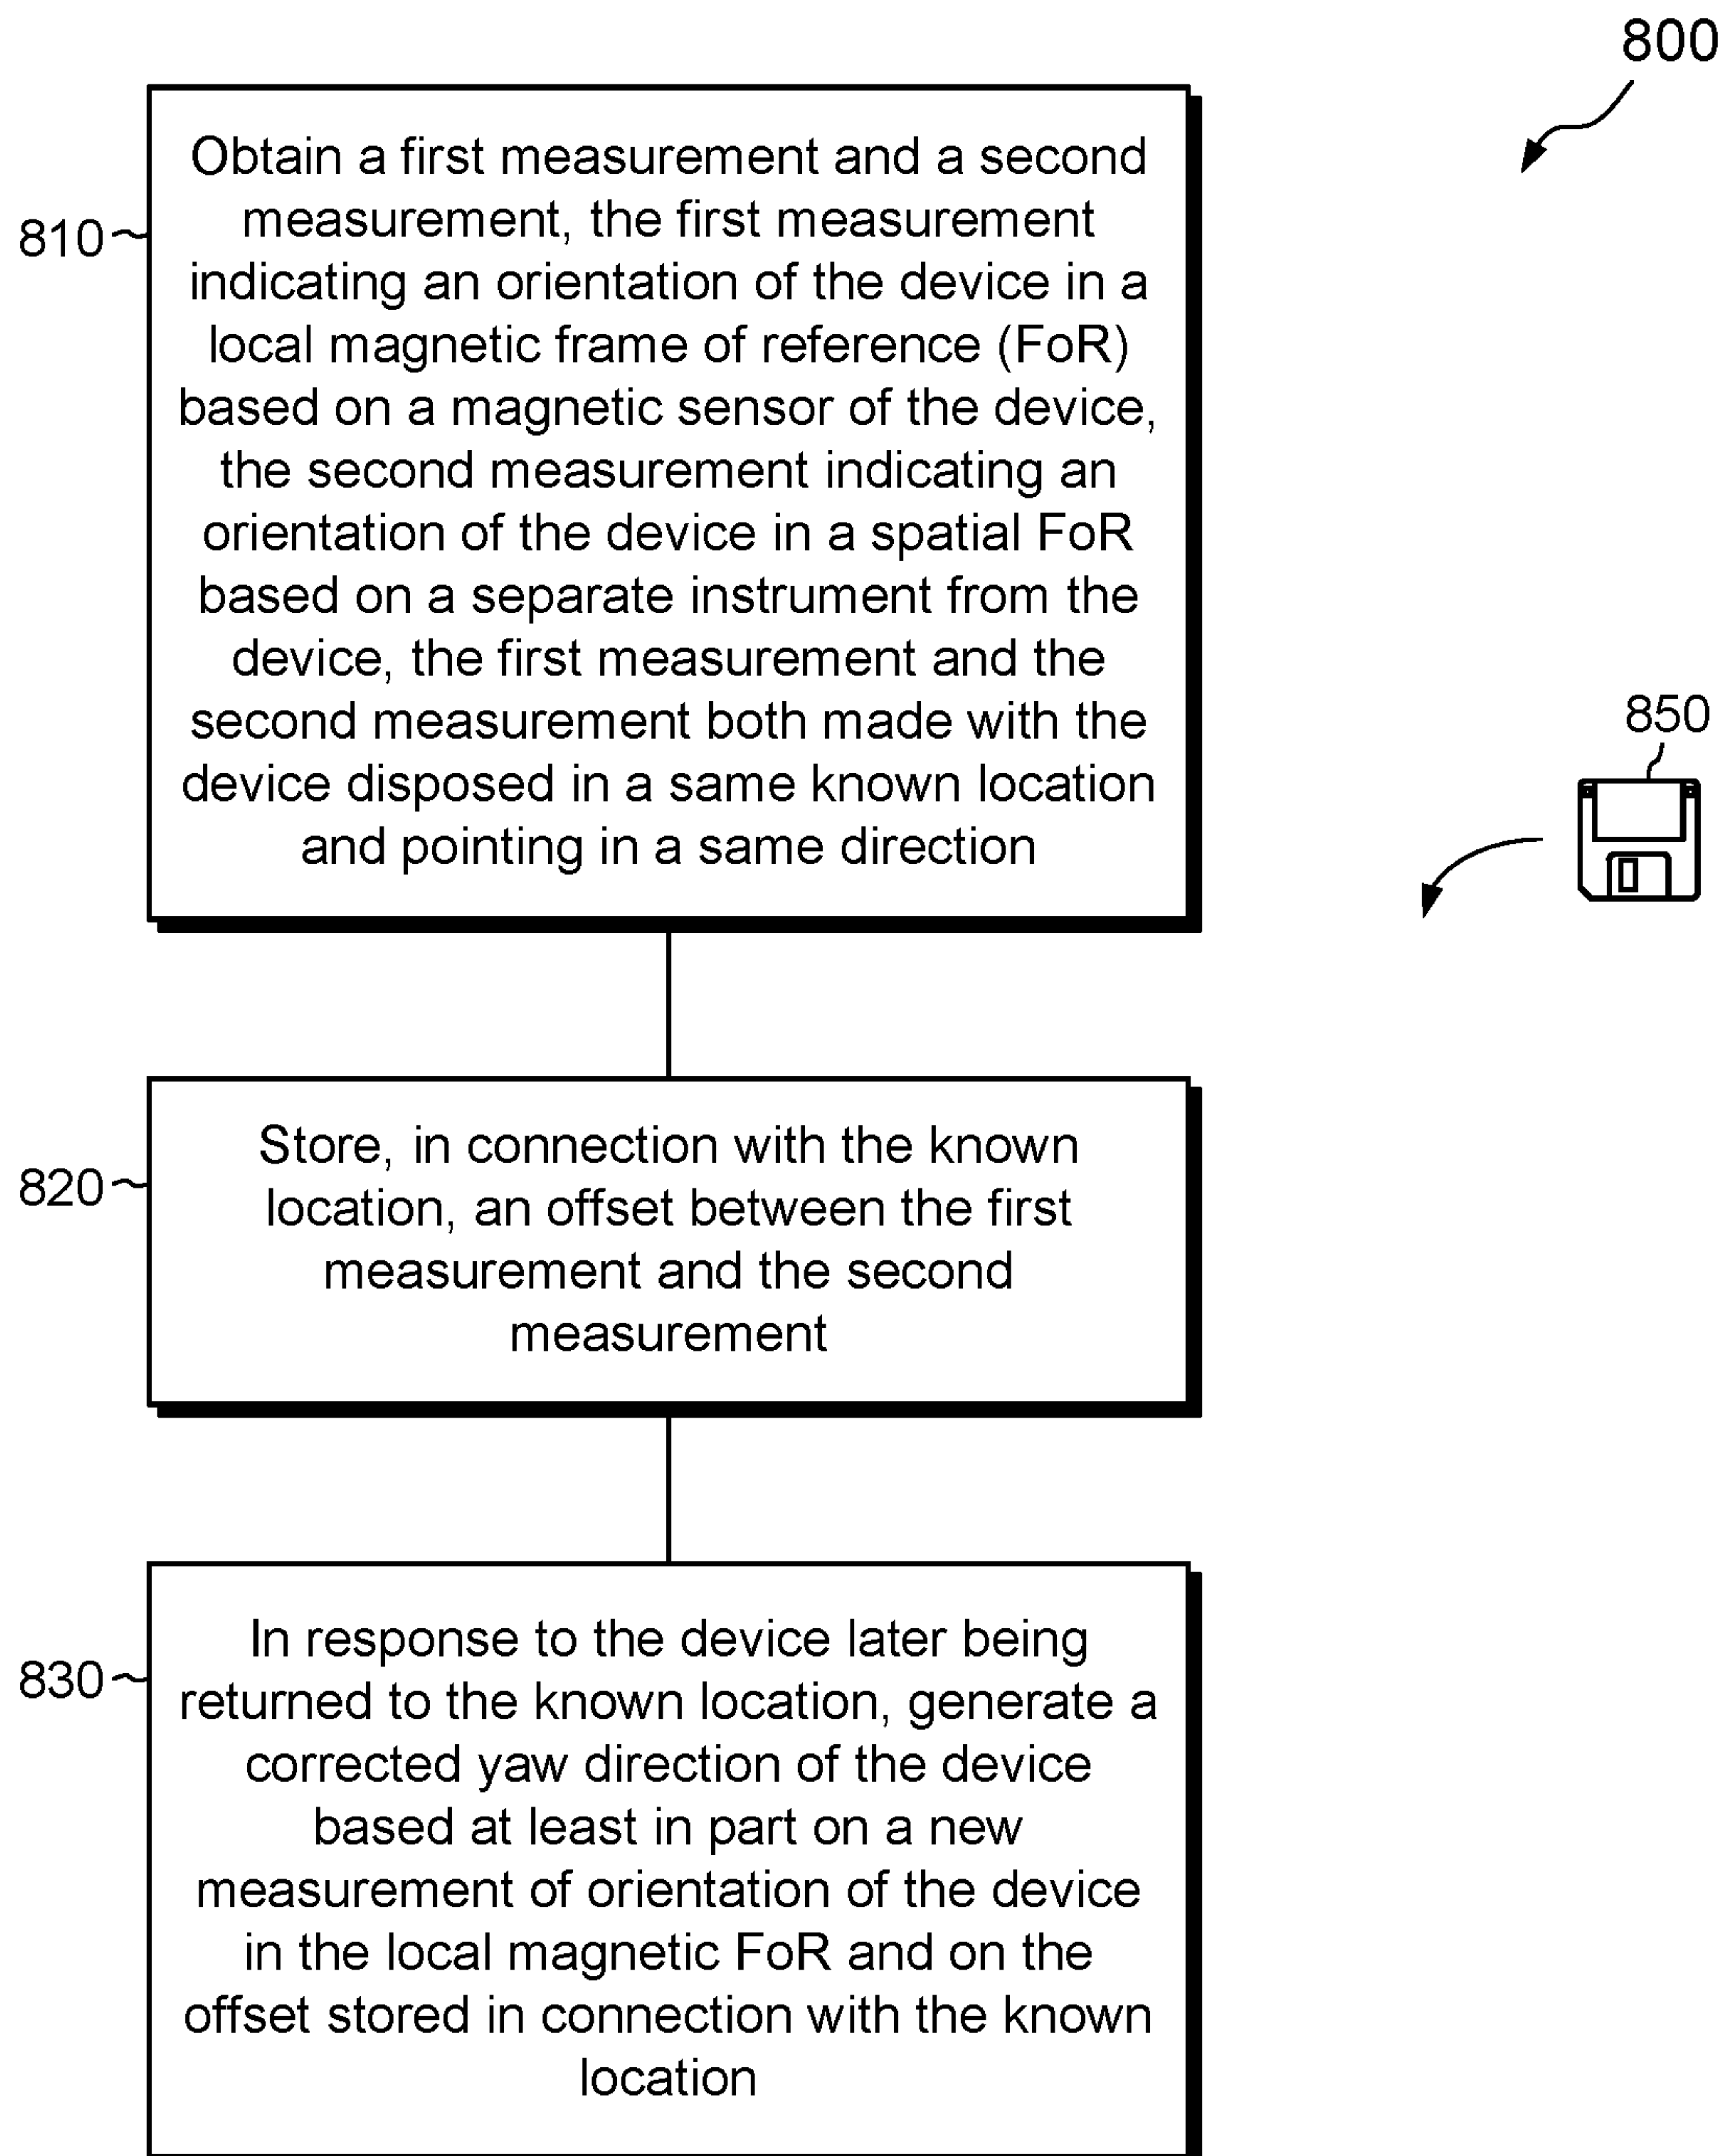 800
810
Obtain a first measurement and a second
measurement, the first measurement
indicating an orientation of the device in a
local magnetic frame of reference (FoR)
based on a magnetic sensor of the device,
the second measurement indicating an
orientation of the device in a spatial FoR
based on a separate instrument from the
device, the first measurement and the
second measurement both made with the
device disposed in a same known location
and pointing in a same direction
850
820
Store, in connection with the known
location, an offset between the first
measurement and the second
measurement
830
In response to the device later being
returned to the known location, generate a
corrected yaw direction of the device
based at least in part on a new
measurement of orientation of the device
in the local magnetic FoR and on the
offset stored in connection with the known
location